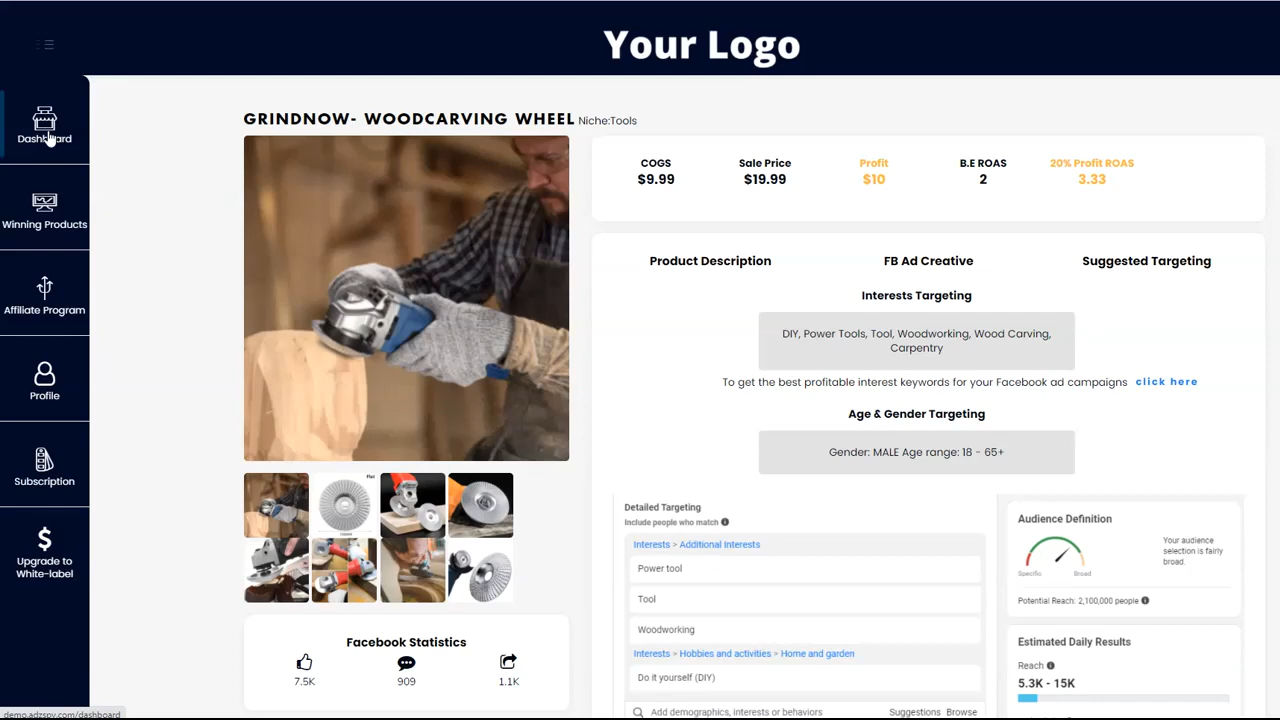 Your Logo
Dashboard
Winning Products
Affiliate Program
Profile
Subscription
Upgrade to
White-label
GRINDNOW- WOODCARVING WHEEL Niche:Tools
COGS
$9.99
Sale Price
$19.99
Profit
$10
B.E ROAS
2
20% Profit ROAS
3.33
Product Description
FB Ad Creative
Suggested Targeting
Interests Targeting
DIY, Power Tools, Tool, Woodworking, Wood Carving,
Carpentry
To get the best profitable interest keywords for your Facebook ad campaigns click here
Age & Gender Targeting
Gender: MALE Age range: 18 - 65+
Flat
Facebook Statistics
7.5K
909
1.1K
Detailed Targeting
Include people who match
Interests > Additional Interests
Power tool
Tool
Woodworking
Interests > Hobbies and activities > Home and garden
Do it yourself (DIY)
Add demographics, interests or behaviors
Suggestions
Browse
Audience Definition
Specific
Broad
Your audience
selection is fairly
broad.
Potential Reach: 2,100,000 people
Estimated Daily Results
Reach
5.3K - 15K
demo.adzspy.com/dashboard